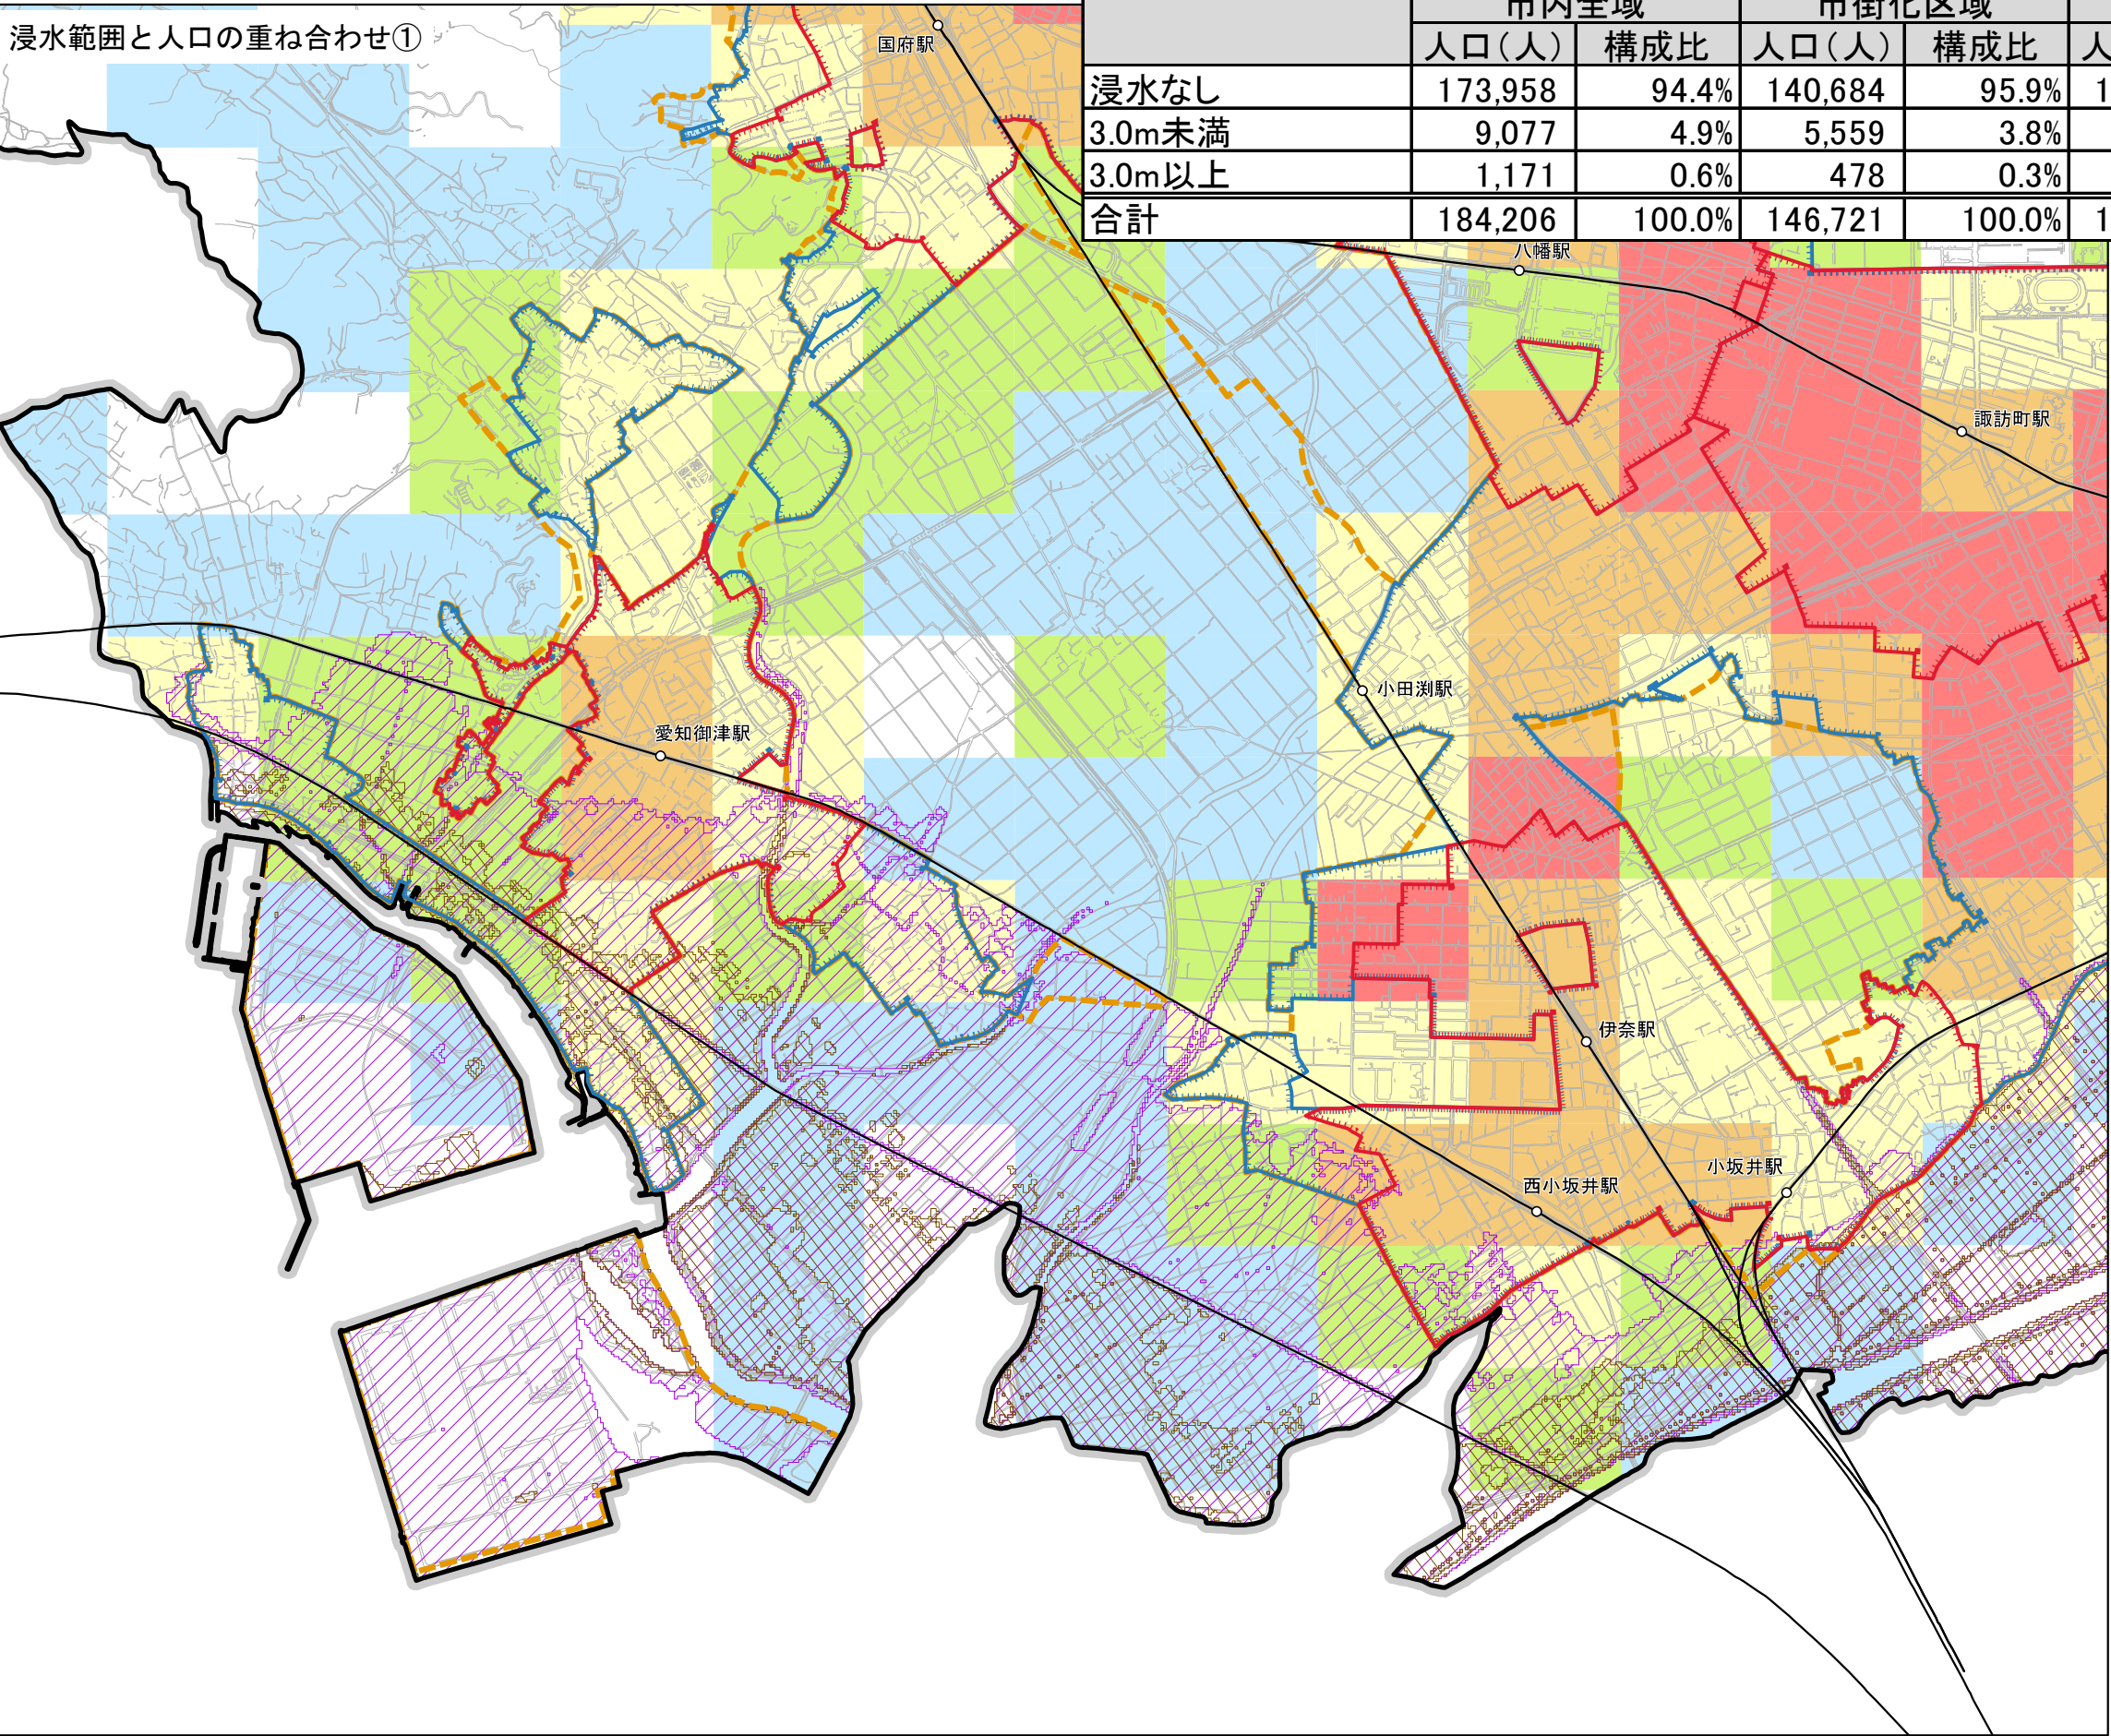 浸水範囲と人口の重ね合わせ①
市内全域 市街化区域
人口(人) 構成比 人口(人) 構成比 人
浸水なし 173,958 94.4% 140,684 95.9% 1
3.0m未満 9,077 4.9% 5,559 3.8%
3.0m以上 1,171 0.6% 478 0.3%
合計 184,206 100.0% 146,721 100.0% 1
国府駅
八幡駅
諏訪町駅
小田渕駅
愛知御津駅
伊奈駅
小坂井駅
西小坂井駅